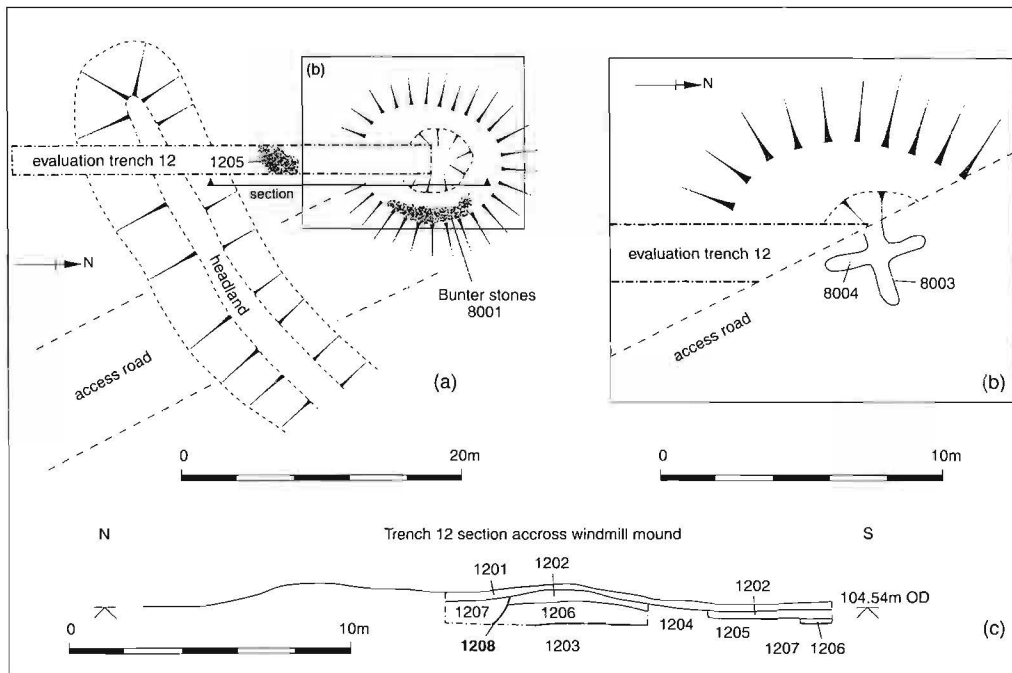 (b)
evaluation trench 12
1205
section
N
headland
Bunter stones
8001
access road
(a)
0
20m
N
evaluation trench 12
8004
8003
access road
(b)
0
10m
N
Trench 12 section accross windmill mound
S
1201
1202
1202
104.54m OD
1207
1206
1204
1205
1208
1203
1207
1206
(c)
0
10m